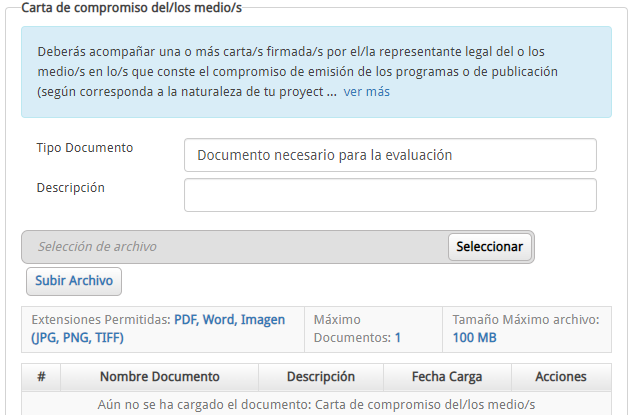 Carta de compromiso del/los medio/s
Deberás acompañar una o más carta/s firmada/s por el/la representante legal del o los
medio/s en lo/s que conste el compromiso de emisión de los programas o de publicación
(según corresponda a la naturaleza de tu proyect ... ver más
Tipo Documento
Documento necesario para la evaluación
Descripción
Selección de archivo
Seleccionar
Subir Archivo
Extensiones Permitidas: PDF, Word, Imagen
(JPG, PNG, TIFF)
Máximo
Documentos: 1
Tamaño Máximo archivo:
100 MB
# Nombre Documento Descripción Fecha Carga Acciones
Aún no se ha cargado el documento: Carta de compromiso del/los medio/s